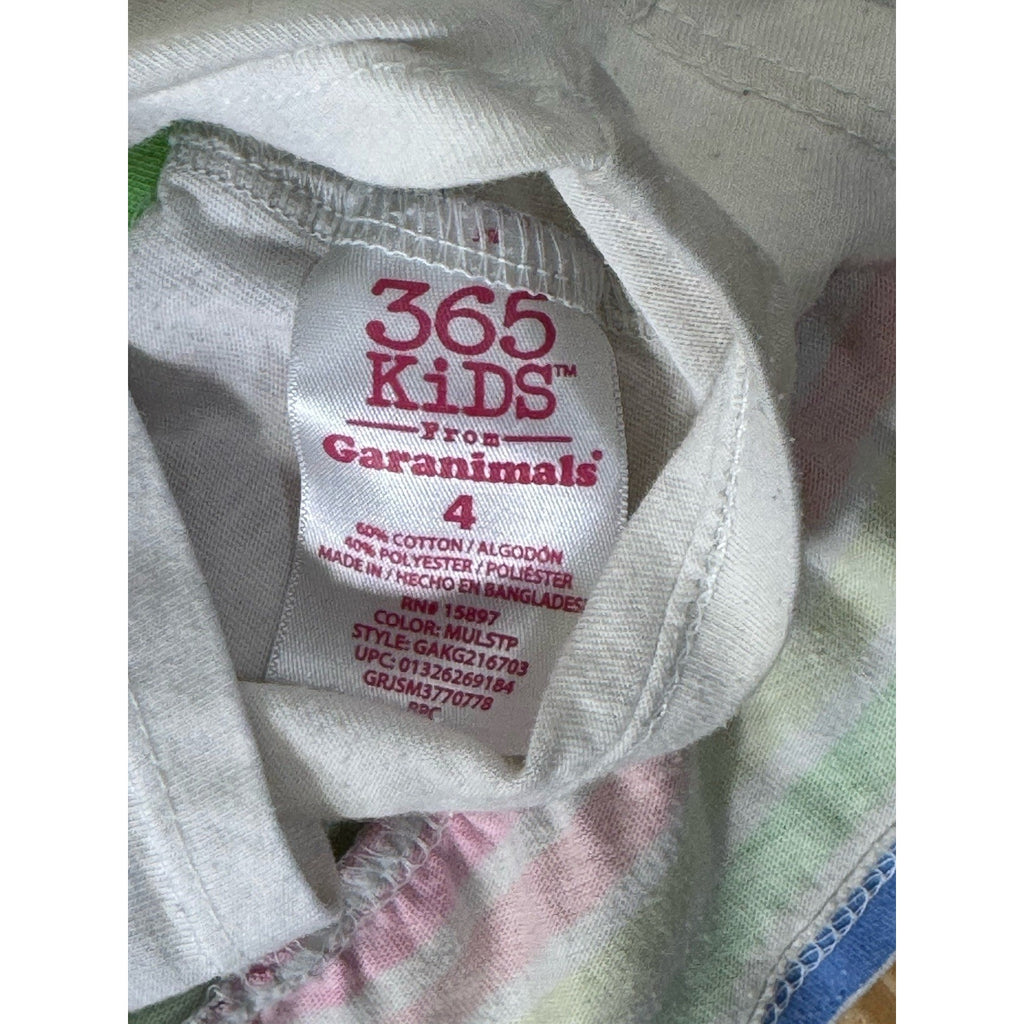 365
KiDS™
From
Garanimals®
4
60% COTTON / ALGODÓN
40% POLYESTER / POLIÉSTER
MADE IN / HECHO EN BANGLADES
RN# 15897
COLOR: MULSTP
STYLE: GAKG216703
UPC: 01326269184
GRJSM3770778